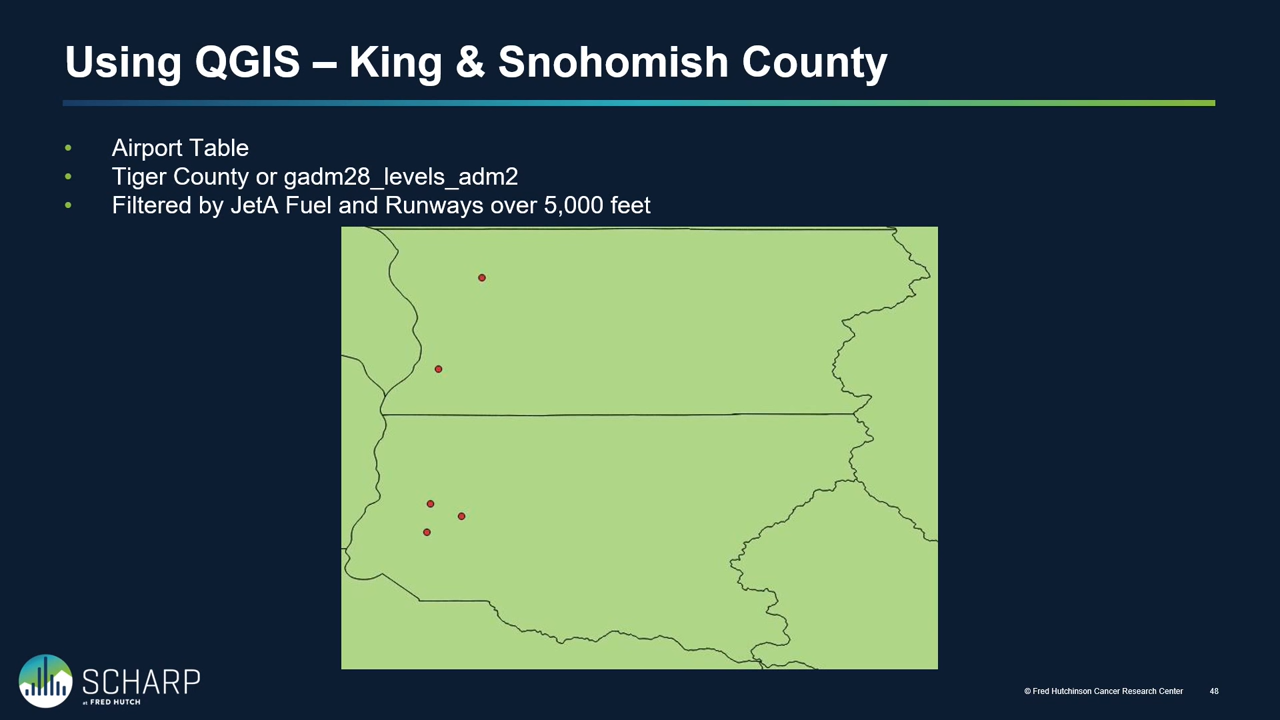 Using QGIS – King & Snohomish County
• Airport Table
• Tiger County or gadm28_levels_adm2
• Filtered by JetA Fuel and Runways over 5,000 feet
SCHARP
at FRED HUTCH
© Fred Hutchinson Cancer Research Center 48